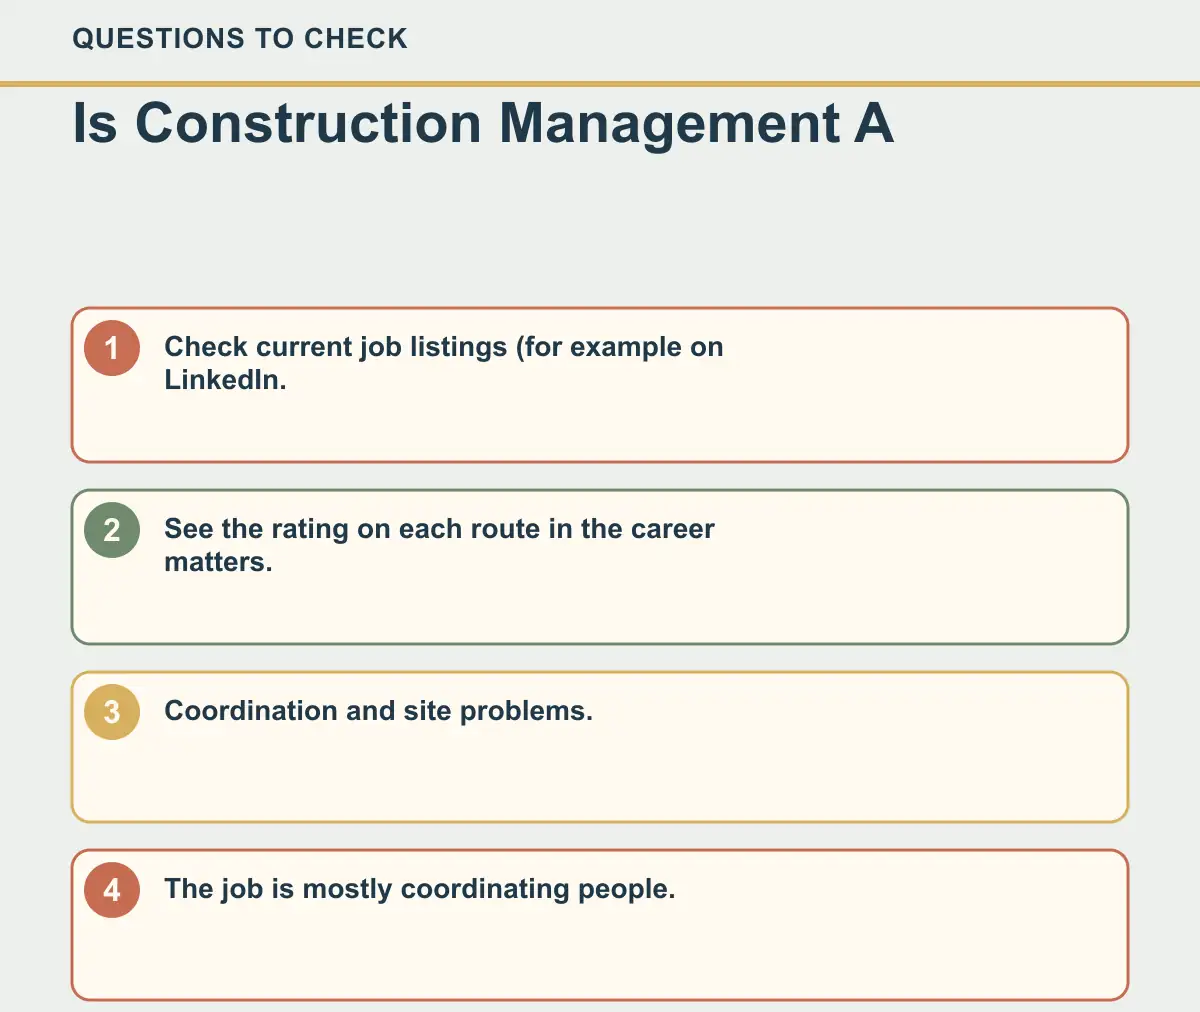 QUESTIONS TO CHECK
Is Construction Management A
1
Check current job listings (for example on
LinkedIn.
2
See the rating on each route in the career
matters.
3
Coordination and site problems.
4
The job is mostly coordinating people.